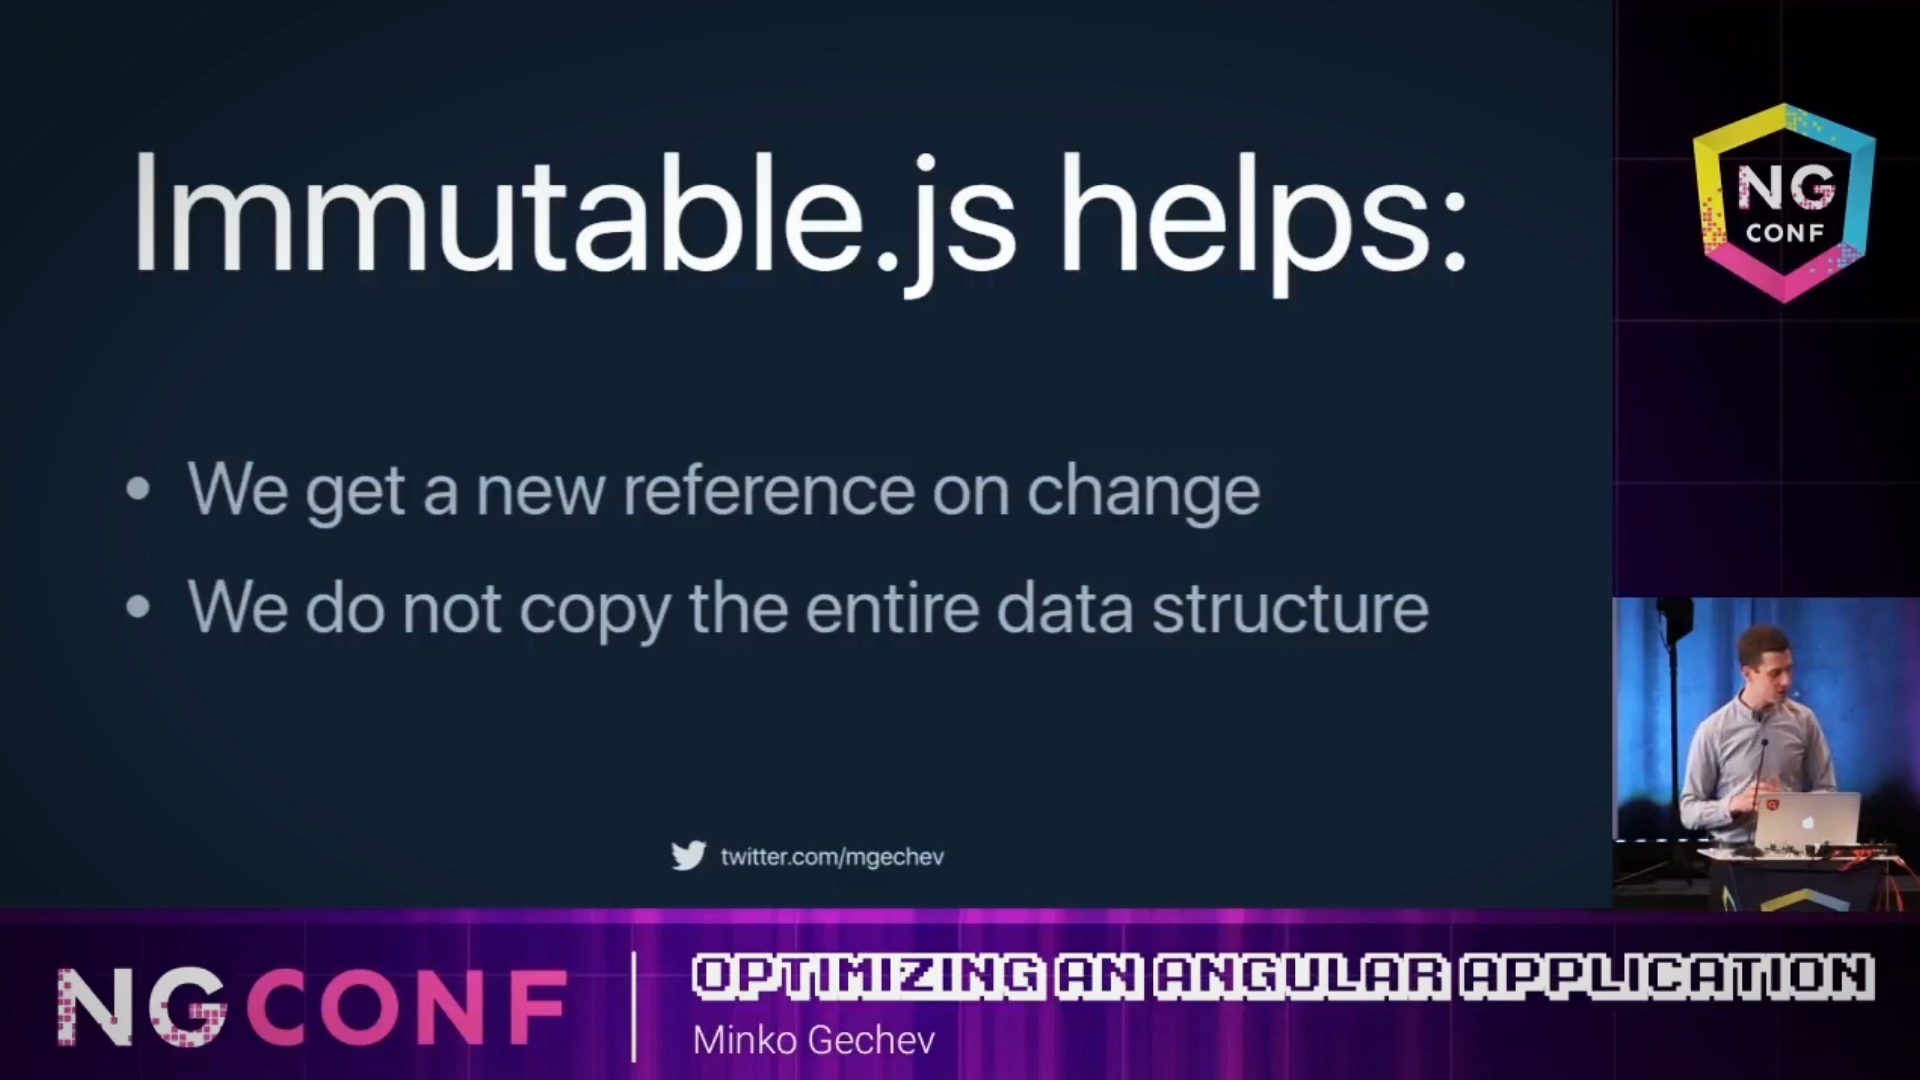 Immutable.js helps:
• We get a new reference on change
• We do not copy the entire data structure
twitter.com/mgechev
NG
CONF
NGCONF
OPTIMIZING AN ANGULAR APPLICATION
Minko Gechev